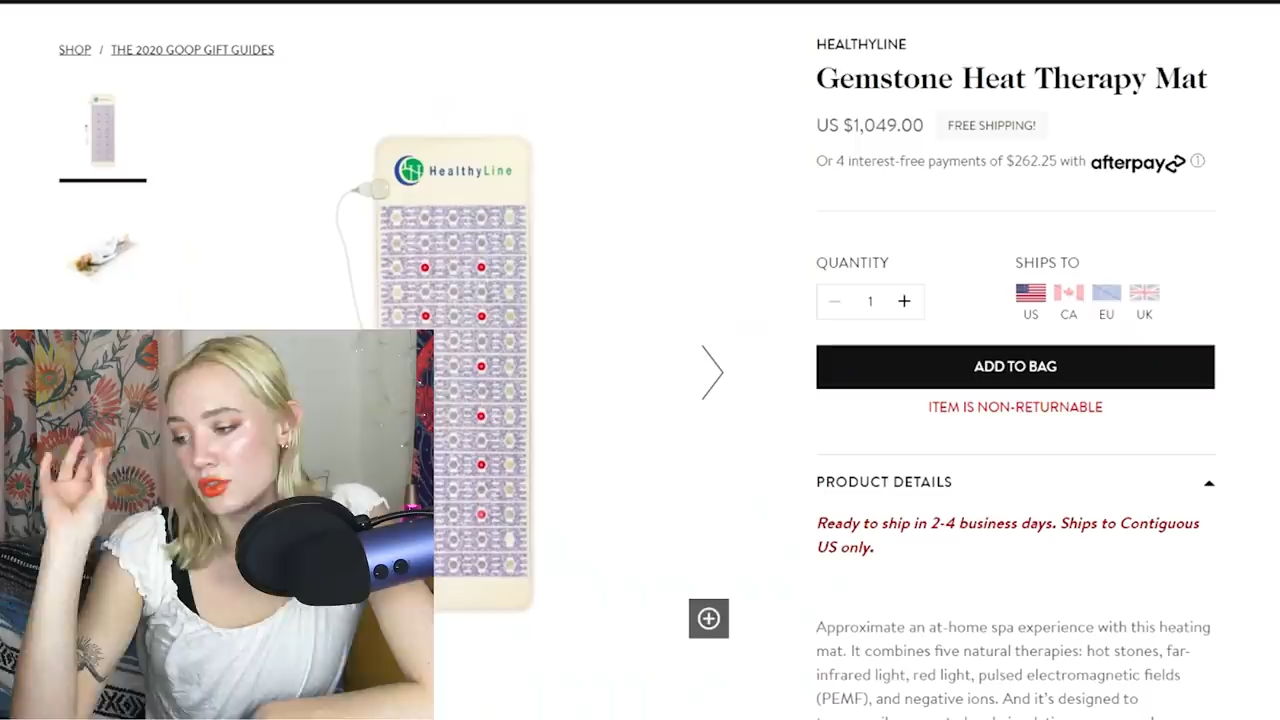 SHOP / THE 2020 GOOP GIFT GUIDES
HealthyLine
HEALTHYLINE
Gemstone Heat Therapy Mat
US $1,049.00 FREE SHIPPING!
Or 4 interest-free payments of $262.25 with afterpay
QUANTITY
1
SHIPS TO
US CA EU UK
ADD TO BAG
ITEM IS NON-RETURNABLE
PRODUCT DETAILS
Ready to ship in 2-4 business days. Ships to Contiguous
US only.
Approximate an at-home spa experience with this heating
mat. It combines five natural therapies: hot stones, far-
infrared light, red light, pulsed electromagnetic fields
(PEMF), and negative ions. And it's designed to